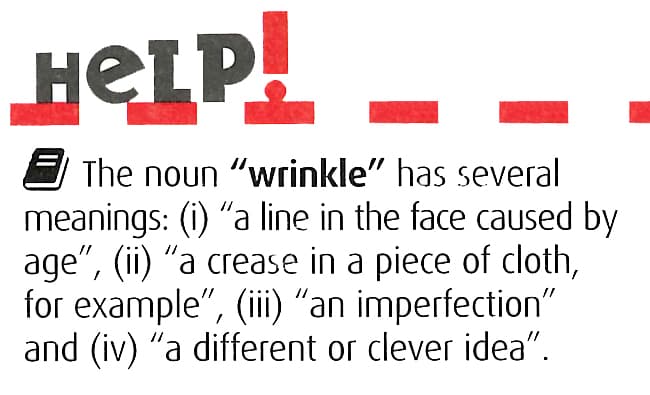 HeLP!
The noun “wrinkle” has several
meanings: (i) “a line in the face caused by
age”, (ii) “a crease in a piece of cloth,
for example”, (iii) “an imperfection”
and (iv) “a different or clever idea”.